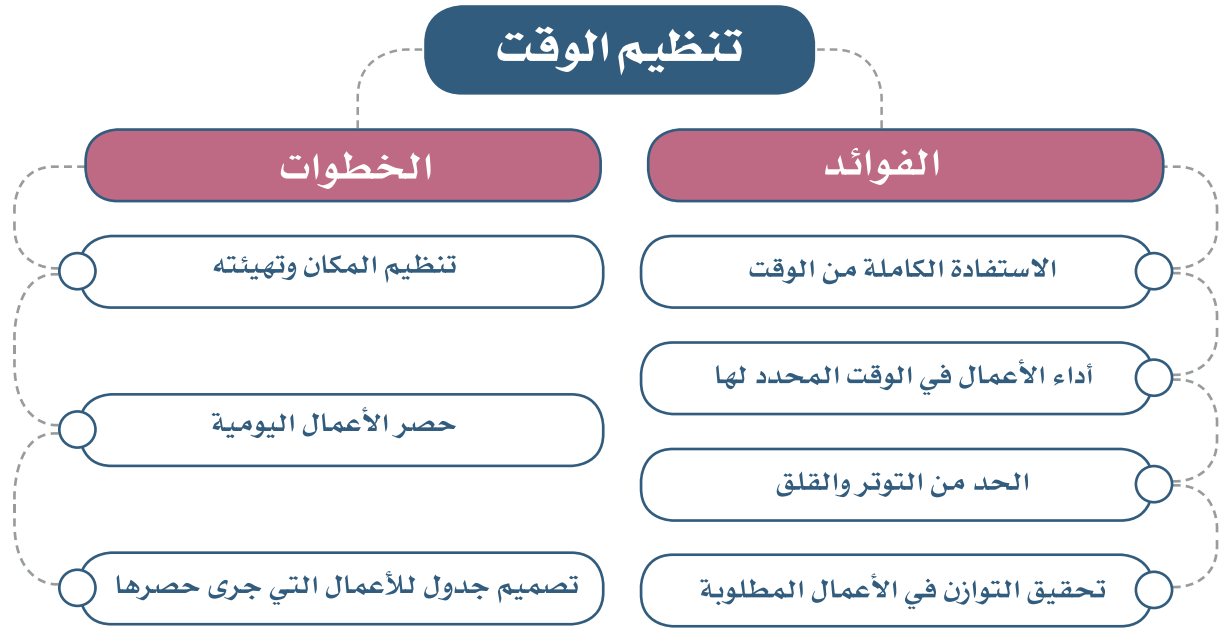 تنظيم الوقت
الفوائد
الاستفادة الكاملة من الوقت
أداء الأعمال في الوقت المحدد لها
الحد من التوتر والقلق
تحقيق التوازن في الأعمال المطلوبة
الخطوات
تنظيم المكان وتهيئته
حصر الأعمال اليومية
تصميم جدول للأعمال التي جرى حصرها